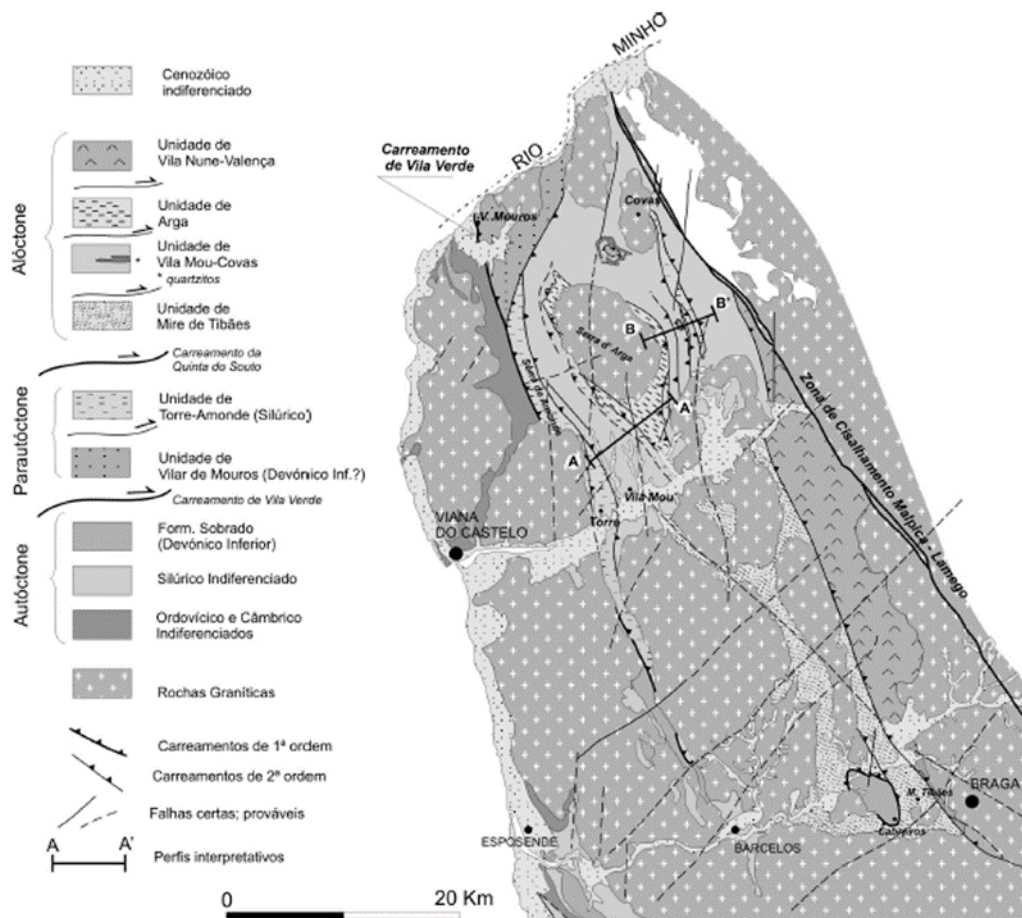 Cenozóico
indiferenciado
Alóctone
Unidade de
Vila Nune-Valença
Unidade de
Arga
Unidade de
Vila Mou-Covas
* quartzitos
*
Unidade de
Mire de Tibães
Carreamento da
Quinta do Souto
Parautóctone
Unidade de
Torre-Amonde (Silúrico)
Unidade de
Vilar de Mouros (Devónico Inf.?)
Carreamento de Vila Verde
Autóctone
Form. Sobrado
(Devónico Inferior)
Silúrico Indiferenciado
Ordovícico e Câmbrico
Indiferenciados
Rochas Graníticas
Carreamentos de 1ª ordem
Carreamentos de 2ª ordem
Falhas certas; prováveis
A A'
Perfis interpretativos
0 20 Km
RIO MINHO
Carreamento
de Vila Verde
V. Mouros
Covas
B B'
Serra d' Arga
Serra de Amonde
A A'
Vila Mou
Torre
VIANA
DO CASTELO
Zona de Cisalhamento Malpica - Lamego
M. Tibães
BRAGA
Cabreiros
ESPOSENDE
BARCELOS